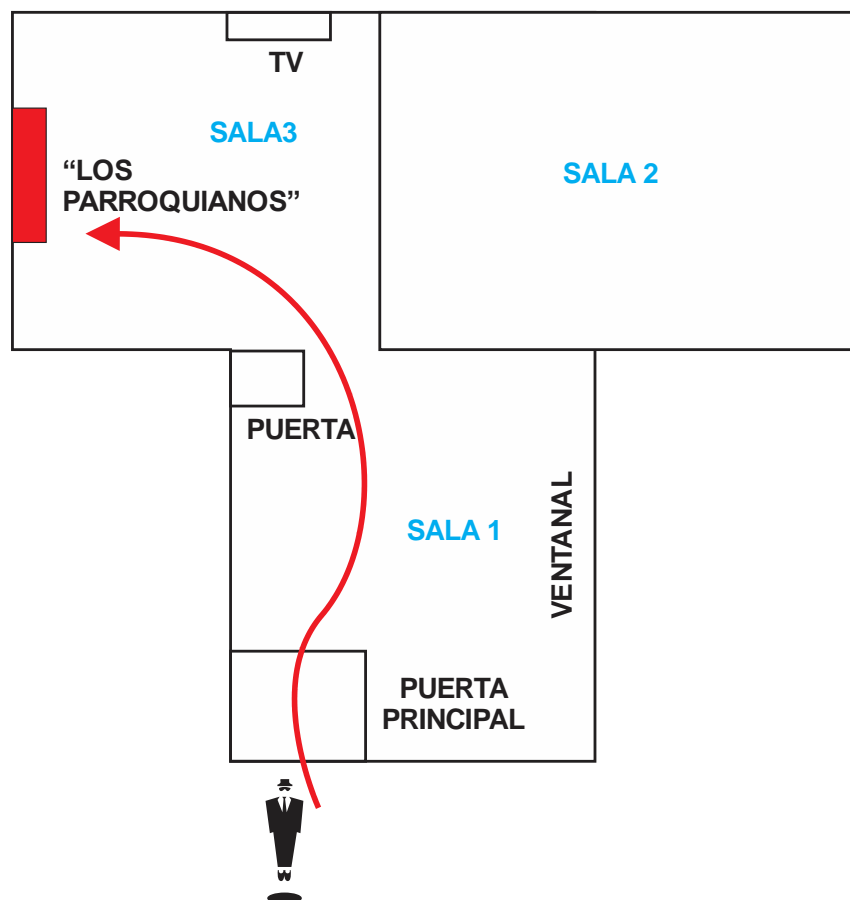 TV
SALA3
“LOS
PARROQUIANOS”
SALA 2
PUERTA
SALA 1
VENTANAL
PUERTA
PRINCIPAL